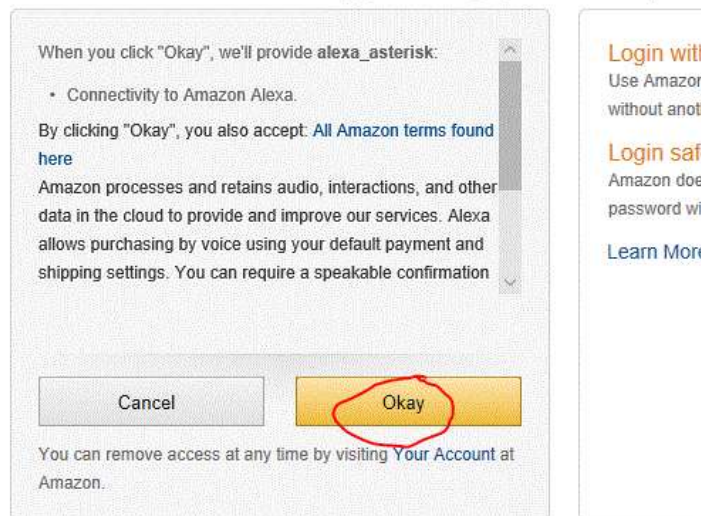 When you click "Okay", we'll provide alexa_asterisk:
• Connectivity to Amazon Alexa.
By clicking "Okay", you also accept: All Amazon terms found
here
Amazon processes and retains audio, interactions, and other
data in the cloud to provide and improve our services. Alexa
allows purchasing by voice using your default payment and
shipping settings. You can require a speakable confirmation
Cancel
Okay
You can remove access at any time by visiting Your Account at
Amazon.
Login with
Use Amazon
without anot
Login saf
Amazon doe
password wi
Learn More